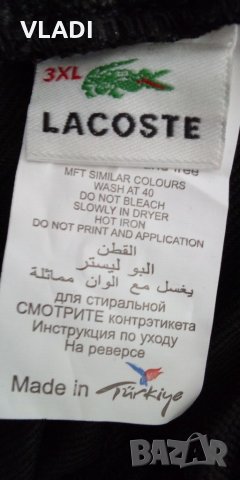 VLADI
3XL
LACOSTE
free
MFT SIMILAR COLOURS
WASH AT 40
DO NOT BLEACH
SLOWLY IN DRYER
HOT IRON
DO NOT PRINT AND APPLICATION
القطن
البو ليستر
يغسل مع الوان مماثلة
для стиральной
СМОТРИТЕ контрэтикета
Инструкция по уходу
На реверсе
Made in Türkiye
BAZAR